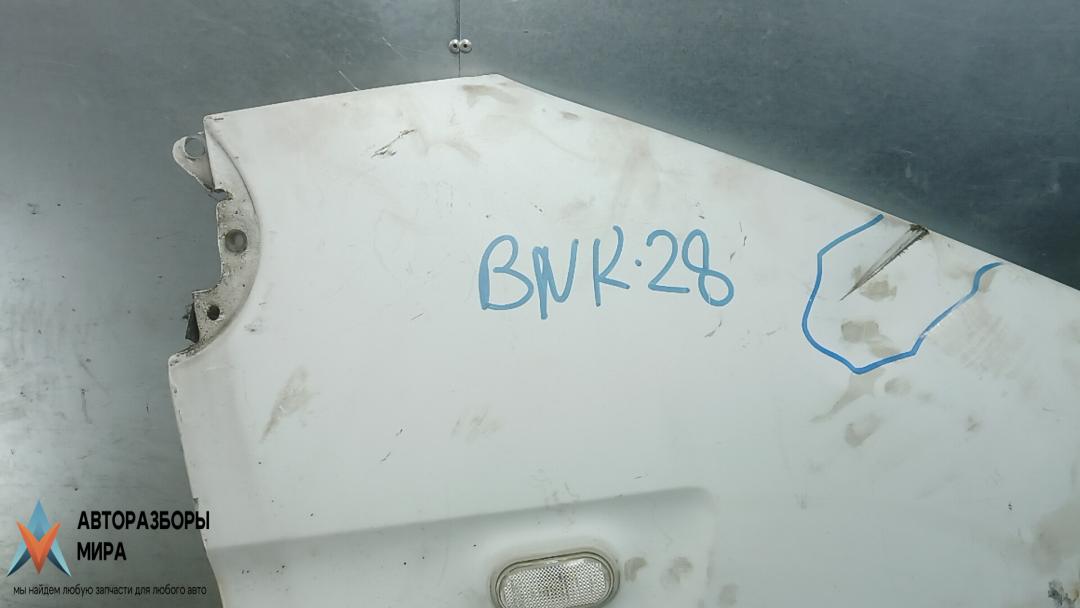 BNK·28
АВТОРАЗБОРЫ
МИРА
мы найдем любую запчасти для любого авто